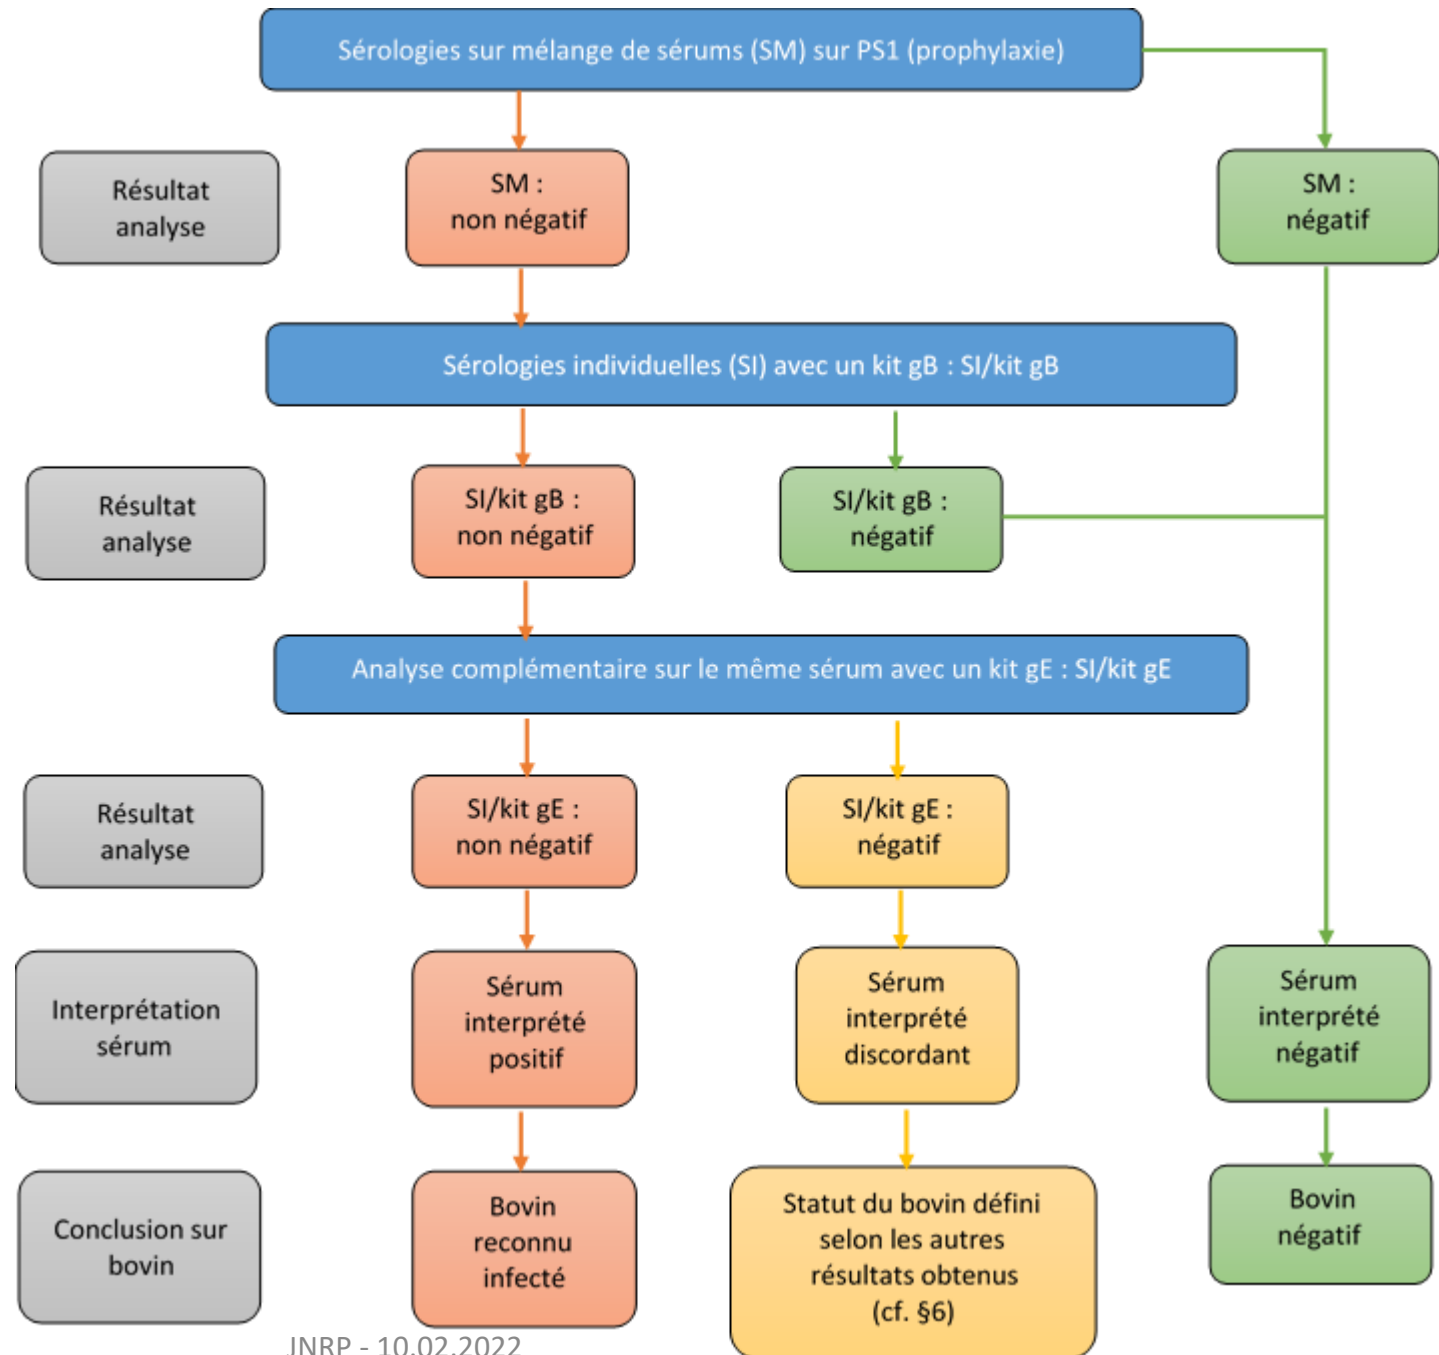 Sérologies sur mélange de sérums (SM) sur PS1 (prophylaxie)
Résultat
analyse
SM :
non négatif
SM :
négatif
Sérologies individuelles (SI) avec un kit gB : SI/kit gB
Résultat
analyse
SI/kit gB :
non négatif
SI/kit gB :
négatif
Analyse complémentaire sur le même sérum avec un kit gE : SI/kit gE
Résultat
analyse
SI/kit gE :
non négatif
SI/kit gE :
négatif
Interprétation
sérum
Sérum
interprété
positif
Sérum
interprété
discordant
Sérum
interprété
négatif
Conclusion sur
bovin
Bovin
reconnu
infecté
Statut du bovin défini
selon les autres
résultats obtenus
(cf. §6)
Bovin
négatif
JNRP - 10.02.2022